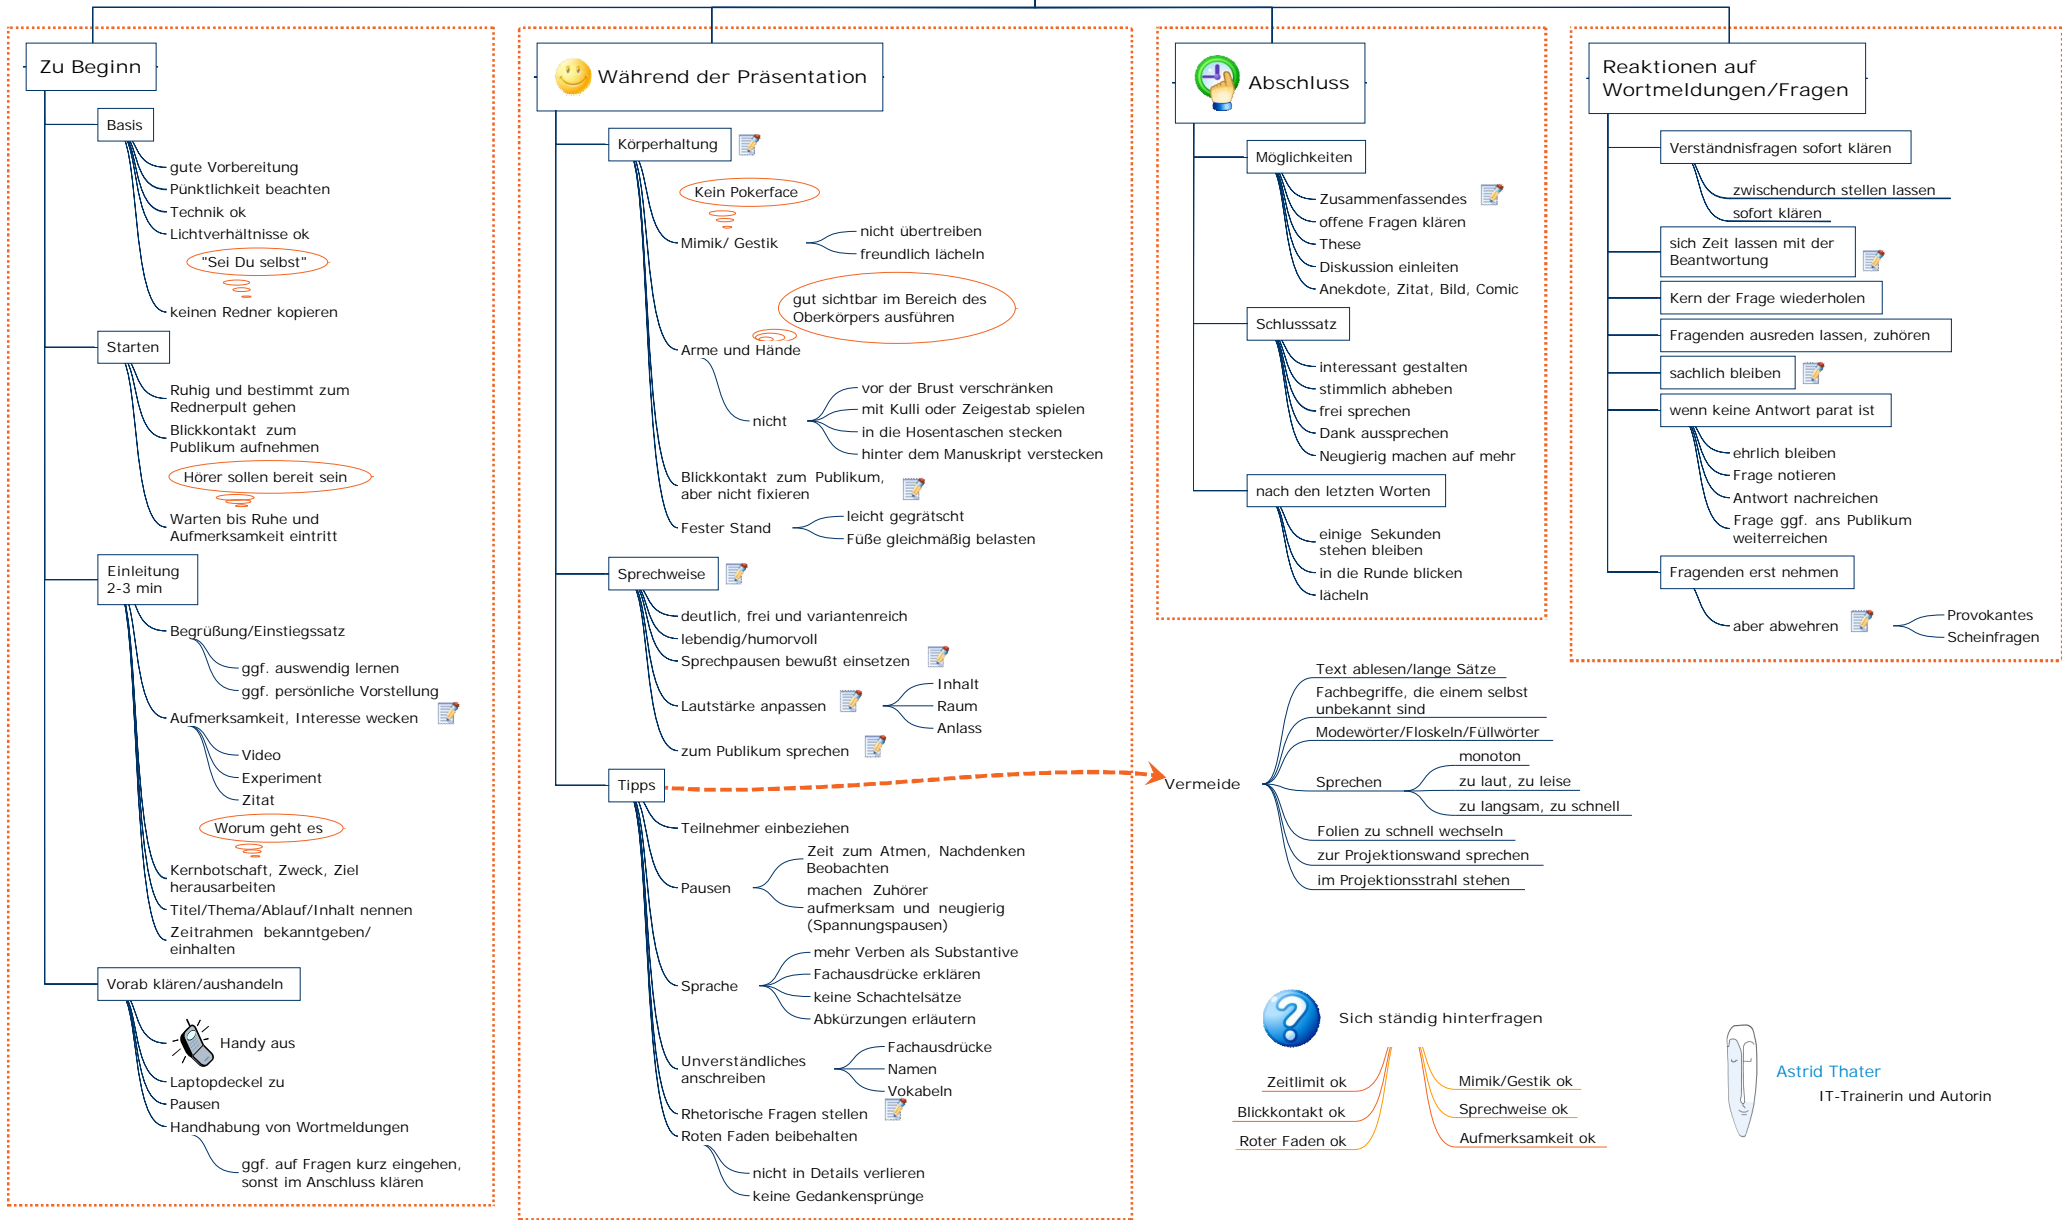 Zu Beginn
Basis
gute Vorbereitung
Pünktlichkeit beachten
Technik ok
Lichtverhältnisse ok
"Sei Du selbst"
keinen Redner kopieren
Starten
Ruhig und bestimmt zum
Rednerpult gehen
Blickkontakt zum
Publikum aufnehmen
Hörer sollen bereit sein
Warten bis Ruhe und
Aufmerksamkeit eintritt
Einleitung
2-3 min
Begrüßung/Einstiegssatz
ggf. auswendig lernen
ggf. persönliche Vorstellung
Aufmerksamkeit, Interesse wecken
Video
Experiment
Zitat
Worum geht es
Kernbotschaft, Zweck, Ziel
herausarbeiten
Titel/Thema/Ablauf/Inhalt nennen
Zeitrahmen bekanntgeben/
einhalten
Vorab klären/aushandeln
Handy aus
Laptopdeckel zu
Pausen
Handhabung von Wortmeldungen
ggf. auf Fragen kurz eingehen,
sonst im Anschluss klären
Während der Präsentation
Körperhaltung
Kein Pokerface
Mimik/ Gestik
nicht übertreiben
freundlich lächeln
gut sichtbar im Bereich des
Oberkörpers ausführen
Arme und Hände
nicht
vor der Brust verschränken
mit Kulli oder Zeigestab spielen
in die Hosentaschen stecken
hinter dem Manuskript verstecken
Blickkontakt zum Publikum,
aber nicht fixieren
Fester Stand
leicht gegrätscht
Füße gleichmäßig belasten
Sprechweise
deutlich, frei und variantenreich
lebendig/humorvoll
Sprechpausen bewußt einsetzen
Lautstärke anpassen
Inhalt
Raum
Anlass
zum Publikum sprechen
Tipps
Teilnehmer einbeziehen
Pausen
Zeit zum Atmen, Nachdenken
Beobachten
machen Zuhörer
aufmerksam und neugierig
(Spannungspausen)
Sprache
mehr Verben als Substantive
Fachausdrücke erklären
keine Schachtelsätze
Abkürzungen erläutern
Unverständliches
anschreiben
Fachausdrücke
Namen
Vokabeln
Rhetorische Fragen stellen
Roten Faden beibehalten
nicht in Details verlieren
keine Gedankensprünge
Abschluss
Möglichkeiten
Zusammenfassendes
offene Fragen klären
These
Diskussion einleiten
Anekdote, Zitat, Bild, Comic
Schlusssatz
interessant gestalten
stimmlich abheben
frei sprechen
Dank aussprechen
Neugierig machen auf mehr
nach den letzten Worten
einige Sekunden
stehen bleiben
in die Runde blicken
lächeln
Reaktionen auf
Wortmeldungen/Fragen
Verständnisfragen sofort klären
zwischendurch stellen lassen
sofort klären
sich Zeit lassen mit der
Beantwortung
Kern der Frage wiederholen
Fragenden ausreden lassen, zuhören
sachlich bleiben
wenn keine Antwort parat ist
ehrlich bleiben
Frage notieren
Antwort nachreichen
Frage ggf. ans Publikum
weiterreichen
Fragenden erst nehmen
aber abwehren
Provokantes
Scheinfragen
Vermeide
Text ablesen/lange Sätze
Fachbegriffe, die einem selbst
unbekannt sind
Modewörter/Floskeln/Füllwörter
Sprechen
monoton
zu laut, zu leise
zu langsam, zu schnell
Folien zu schnell wechseln
zur Projektionswand sprechen
im Projektionsstrahl stehen
Sich ständig hinterfragen
Zeitlimit ok
Blickkontakt ok
Roter Faden ok
Mimik/Gestik ok
Sprechweise ok
Aufmerksamkeit ok
Astrid Thater
IT-Trainerin und Autorin